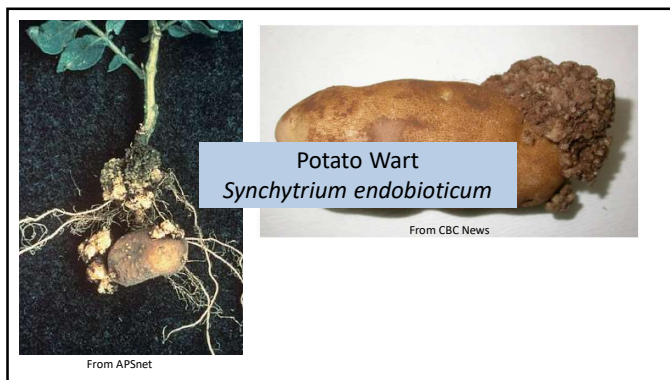 Potato Wart
Synchytrium endobioticum
From CBC News
From APSnet